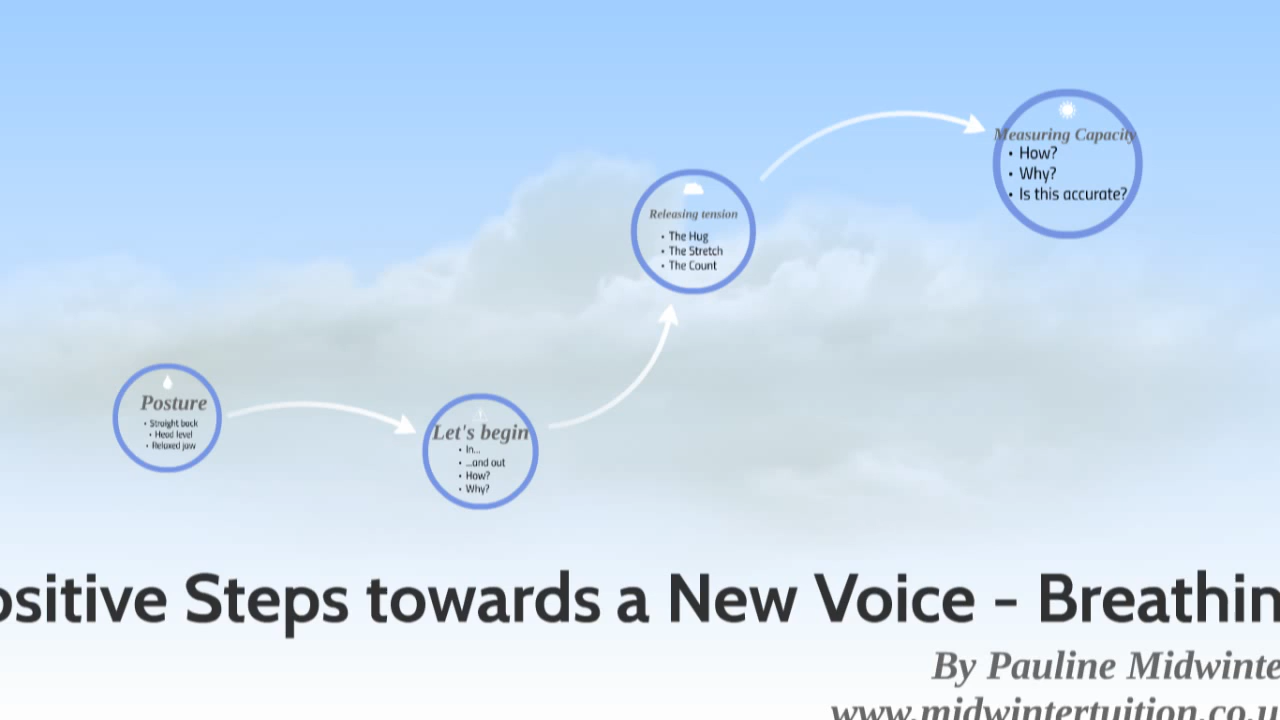 Posture
• Straight back
• Head level
• Relaxed jaw
Let's begin
• In...
• ...and out
• How?
• Why?
Releasing tension
• The Hug
• The Stretch
• The Count
Measuring Capacity
• How?
• Why?
• Is this accurate?
ositive Steps towards a New Voice - Breathin
By Pauline Midwinte
www.midwintertuition.co.u